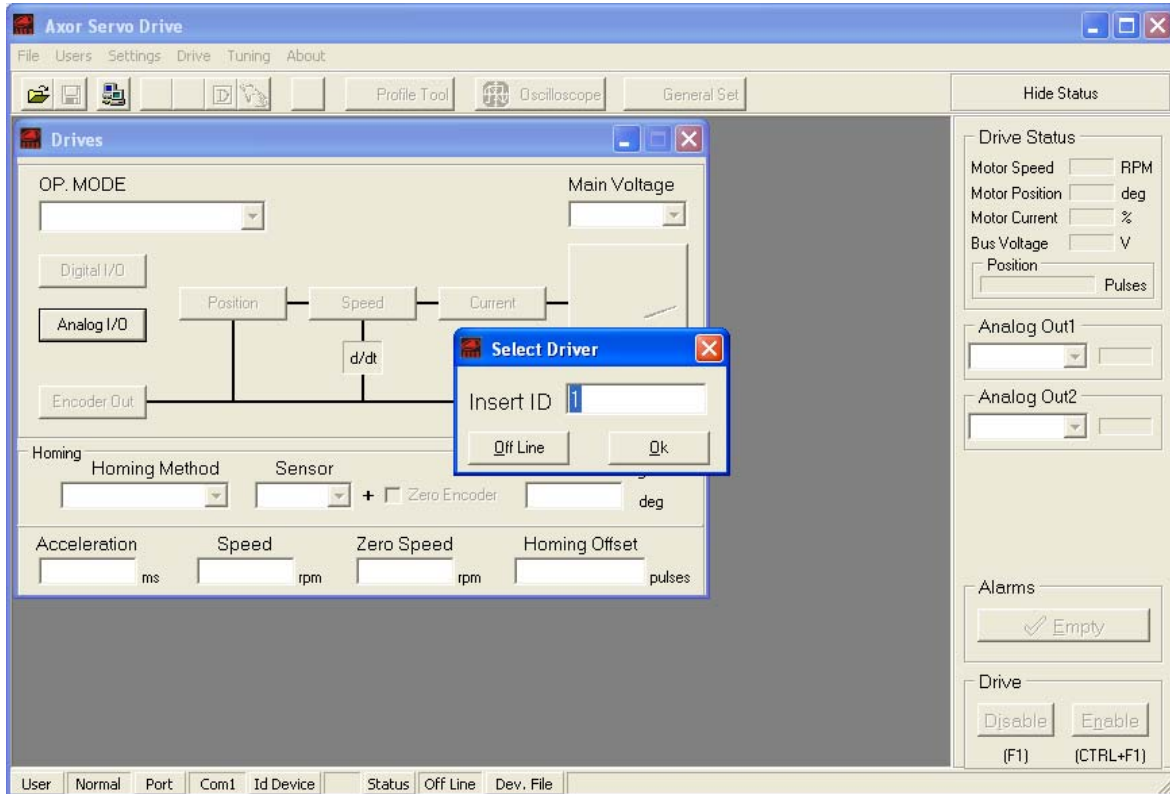 Axor Servo Drive
File Users Settings Drive Tuning About
D Profile Tool Oscilloscope General Set Hide Status
Drives
OP. MODE Main Voltage
Digital I/O
Analog I/O
Position Speed Current
d/dt
Encoder Out
Select Driver
Insert ID 1
Off Line Ok
Homing
Homing Method Sensor
+ Zero Encoder deg
Acceleration Speed Zero Speed Homing Offset
ms rpm rpm pulses
Drive Status
Motor Speed RPM
Motor Position deg
Motor Current %
Bus Voltage V
Position
Pulses
Analog Out1
Analog Out2
Alarms
Empty
Drive
Disable Enable
(F1) (CTRL+F1)
User Normal Port Com1 Id Device Status Off Line Dev. File